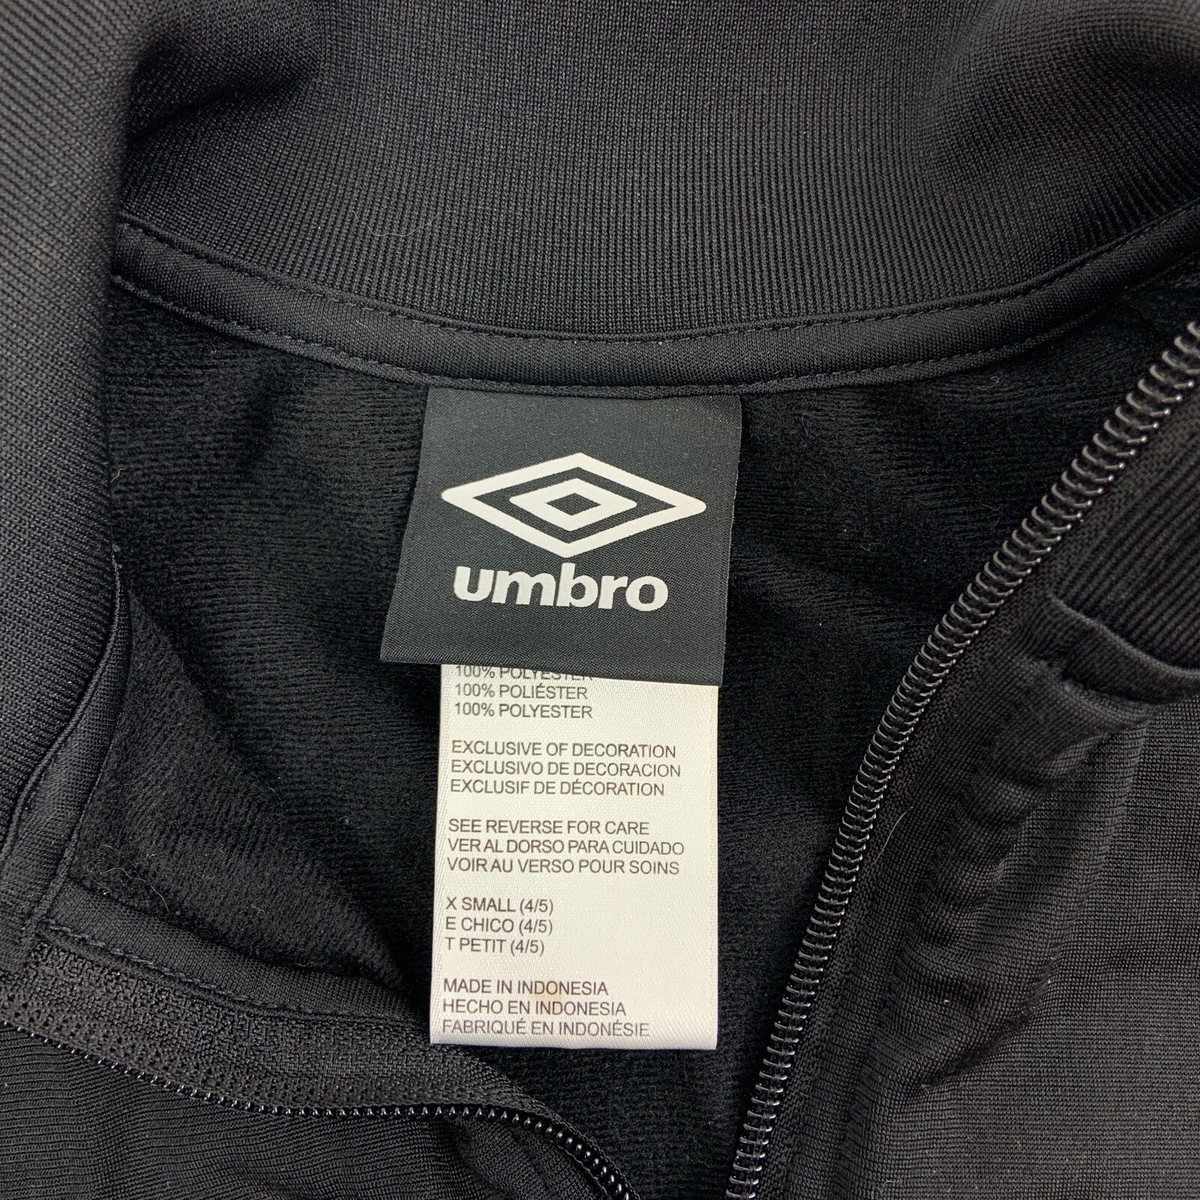 umbro
100% POLYESTER
100% POLIÉSTER
100% POLYESTER
EXCLUSIVE OF DECORATION
EXCLUSIVO DE DECORACION
EXCLUSIF DE DÉCORATION
SEE REVERSE FOR CARE
VER AL DORSO PARA CUIDADO
VOIR AU VERSO POUR SOINS
X SMALL (4/5)
E CHICO (4/5)
T PETIT (4/5)
MADE IN INDONESIA
HECHO EN INDONESIA
FABRIQUÉ EN INDONÉSIE